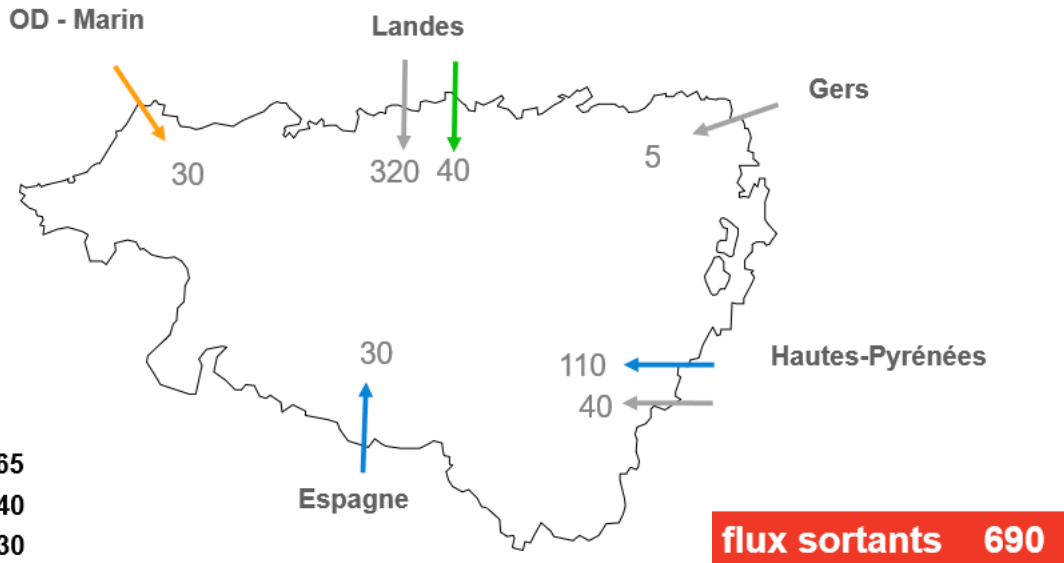 OD - Marin
Landes
Gers
30
320
40
5
30
110
Hautes-Pyrénées
40
Espagne
65
40
30
flux sortants 690